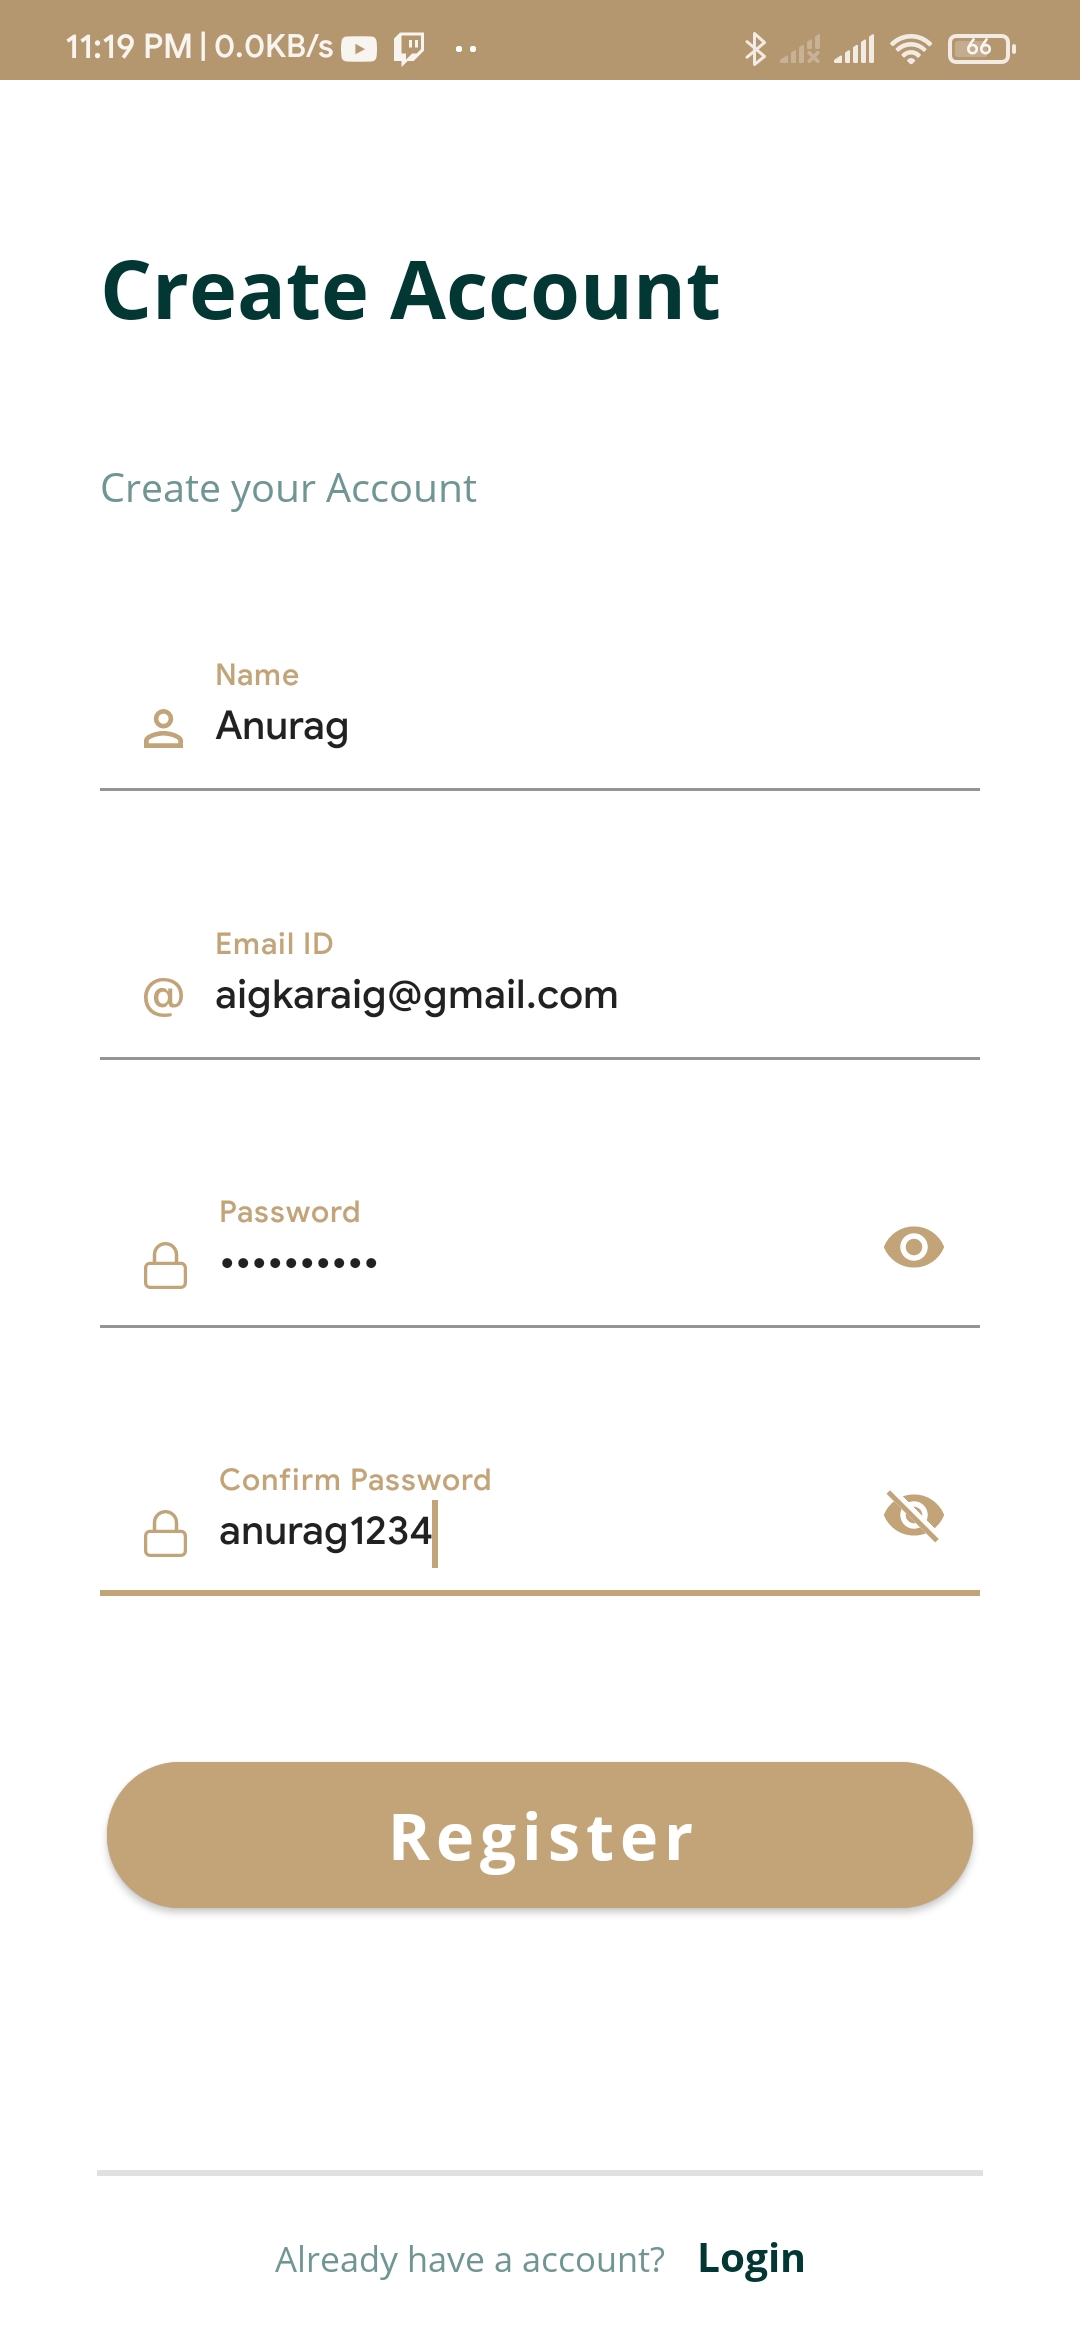 11:19 PM | 0.0KB/s
66
Create Account
Create your Account
Name
Anurag
Email ID
@ aigkaraig@gmail.com
Password
••••••••••
Confirm Password
anurag1234
Register
Already have a account? Login